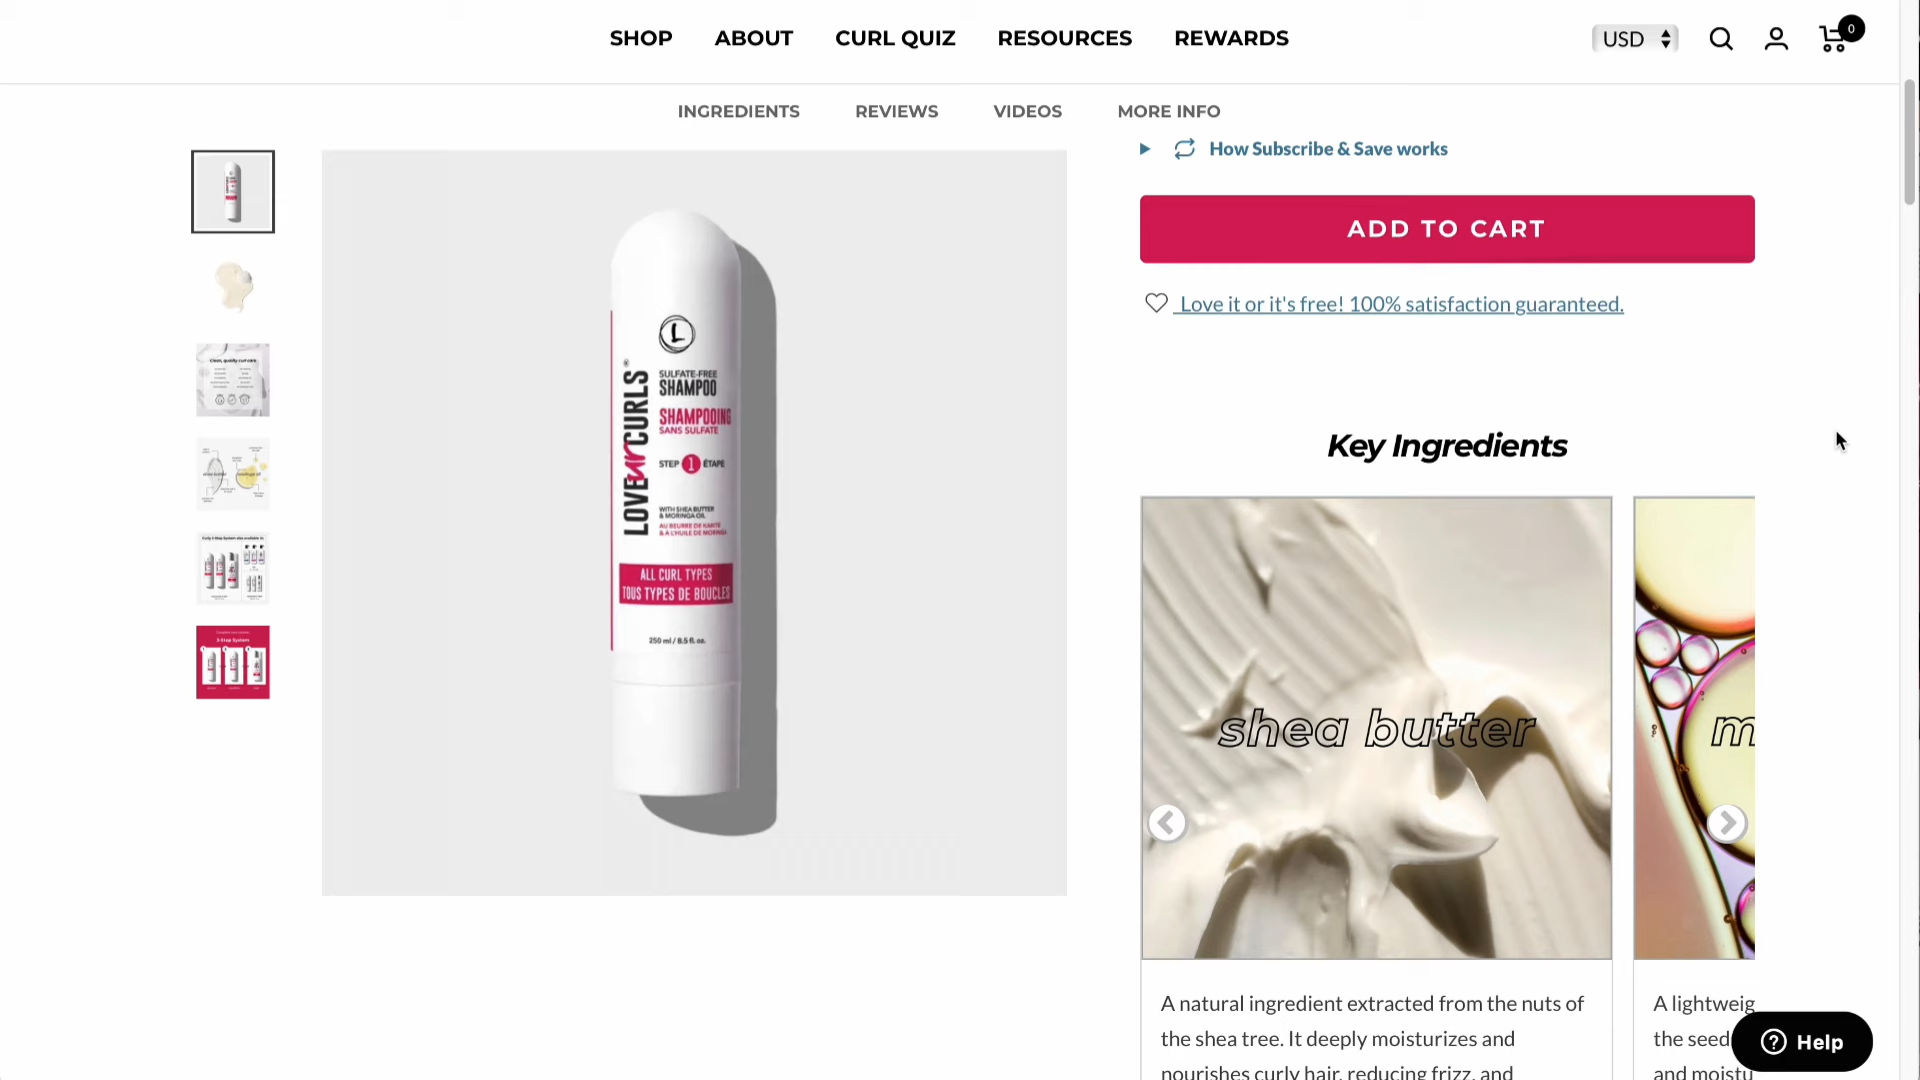 SHOP
ABOUT
CURL QUIZ
RESOURCES
REWARDS
USD
0
INGREDIENTS
REVIEWS
VIDEOS
MORE INFO
How Subscribe & Save works
ADD TO CART
Love it or it's free! 100% satisfaction guaranteed.
L
LOVE ur CURLS®
SULFATE-FREE
SHAMPOO
SHAMPOOING
SANS SULFATE
STEP 1 ÉTAPE
WITH SHEA BUTTER
& MORINGA OIL
AU BEURRE DE KARITÉ
& À L'HUILE DE MORINGA
ALL CURL TYPES
TOUS TYPES DE BOUCLES
250 ml / 8.5 fl. oz.
3-Step System
Key Ingredients
shea butter
m
A natural ingredient extracted from the nuts of
the shea tree. It deeply moisturizes and
nourishes curly hair, reducing frizz, and
A lightweig
the seed
and moistu
Help